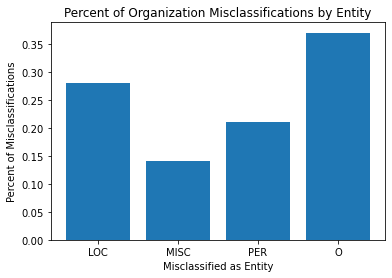 Percent of Organization Misclassifications by Entity
Percent of Misclassifications
0.35
0.30
0.25
0.20
0.15
0.10
0.05
0.00
LOC MISC PER O
Misclassified as Entity